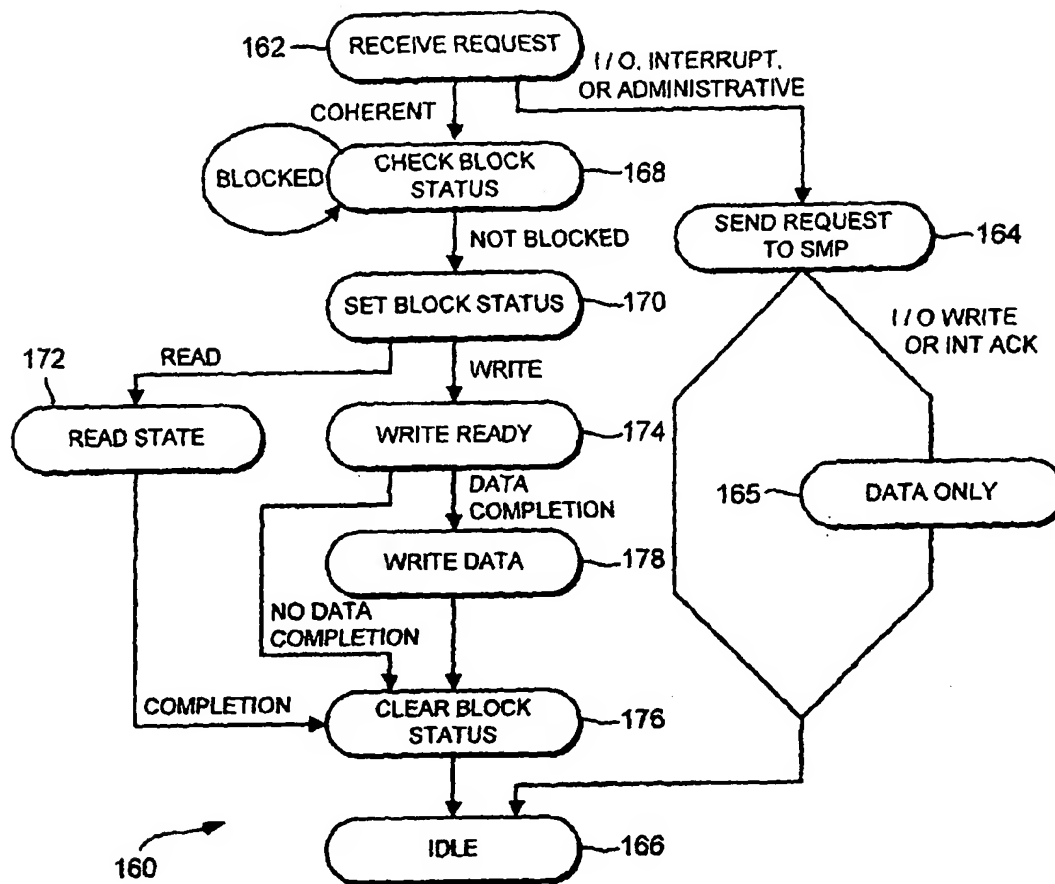 162
RECEIVE REQUEST
I / O. INTERRUPT.
OR ADMINISTRATIVE
COHERENT
BLOCKED
CHECK BLOCK
STATUS
168
NOT BLOCKED
SEND REQUEST
TO SMP
164
SET BLOCK STATUS
170
I / O WRITE
OR INT ACK
172
READ
WRITE
READ STATE
WRITE READY
174
165
DATA ONLY
DATA
COMPLETION
WRITE DATA
178
NO DATA
COMPLETION
COMPLETION
CLEAR BLOCK
STATUS
176
160
IDLE
166